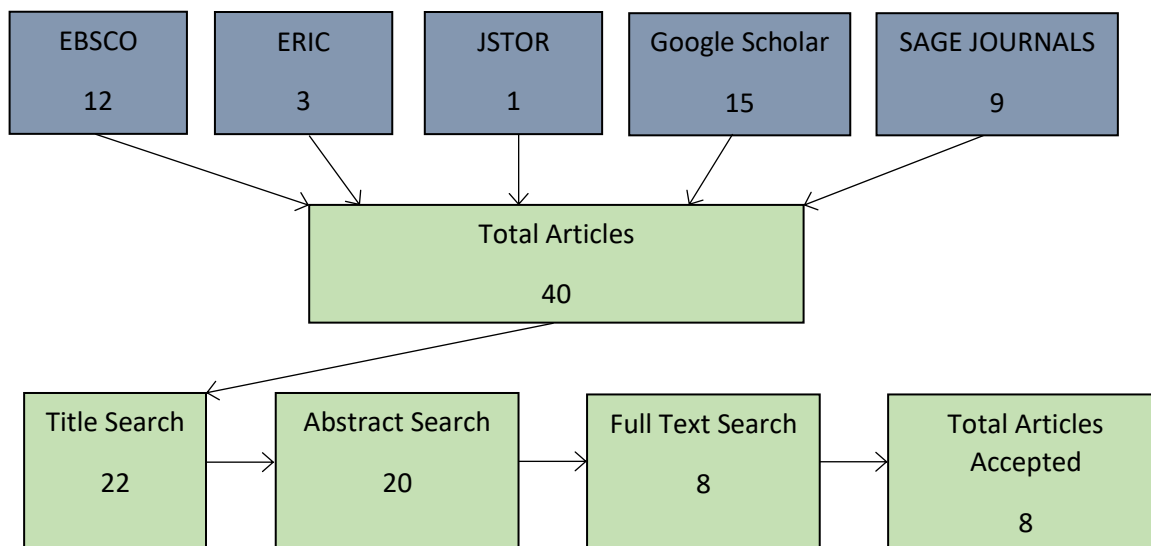 EBSCO
12
ERIC
3
JSTOR
1
Google Scholar
15
SAGE JOURNALS
9
Total Articles
40
Title Search
22
Abstract Search
20
Full Text Search
8
Total Articles
Accepted
8